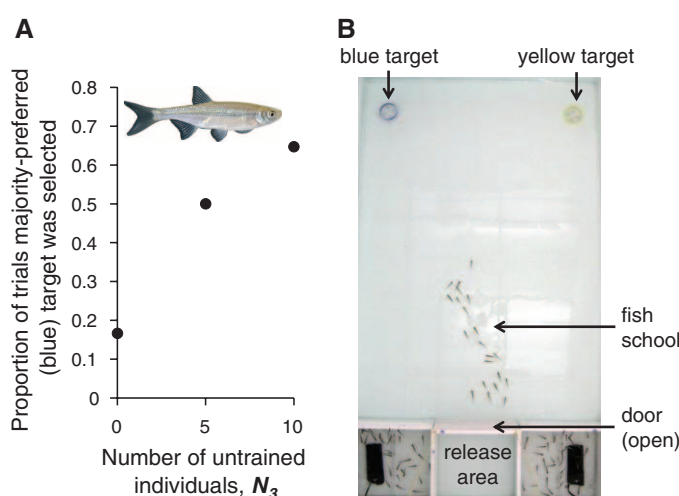 A
Proportion of trials majority-preferred
(blue) target was selected
0.8
0.7
0.6
0.5
0.4
0.3
0.2
0.1
0
0 5 10
Number of untrained
individuals, N3
B
blue target yellow target
fish
school
door
(open)
release
area